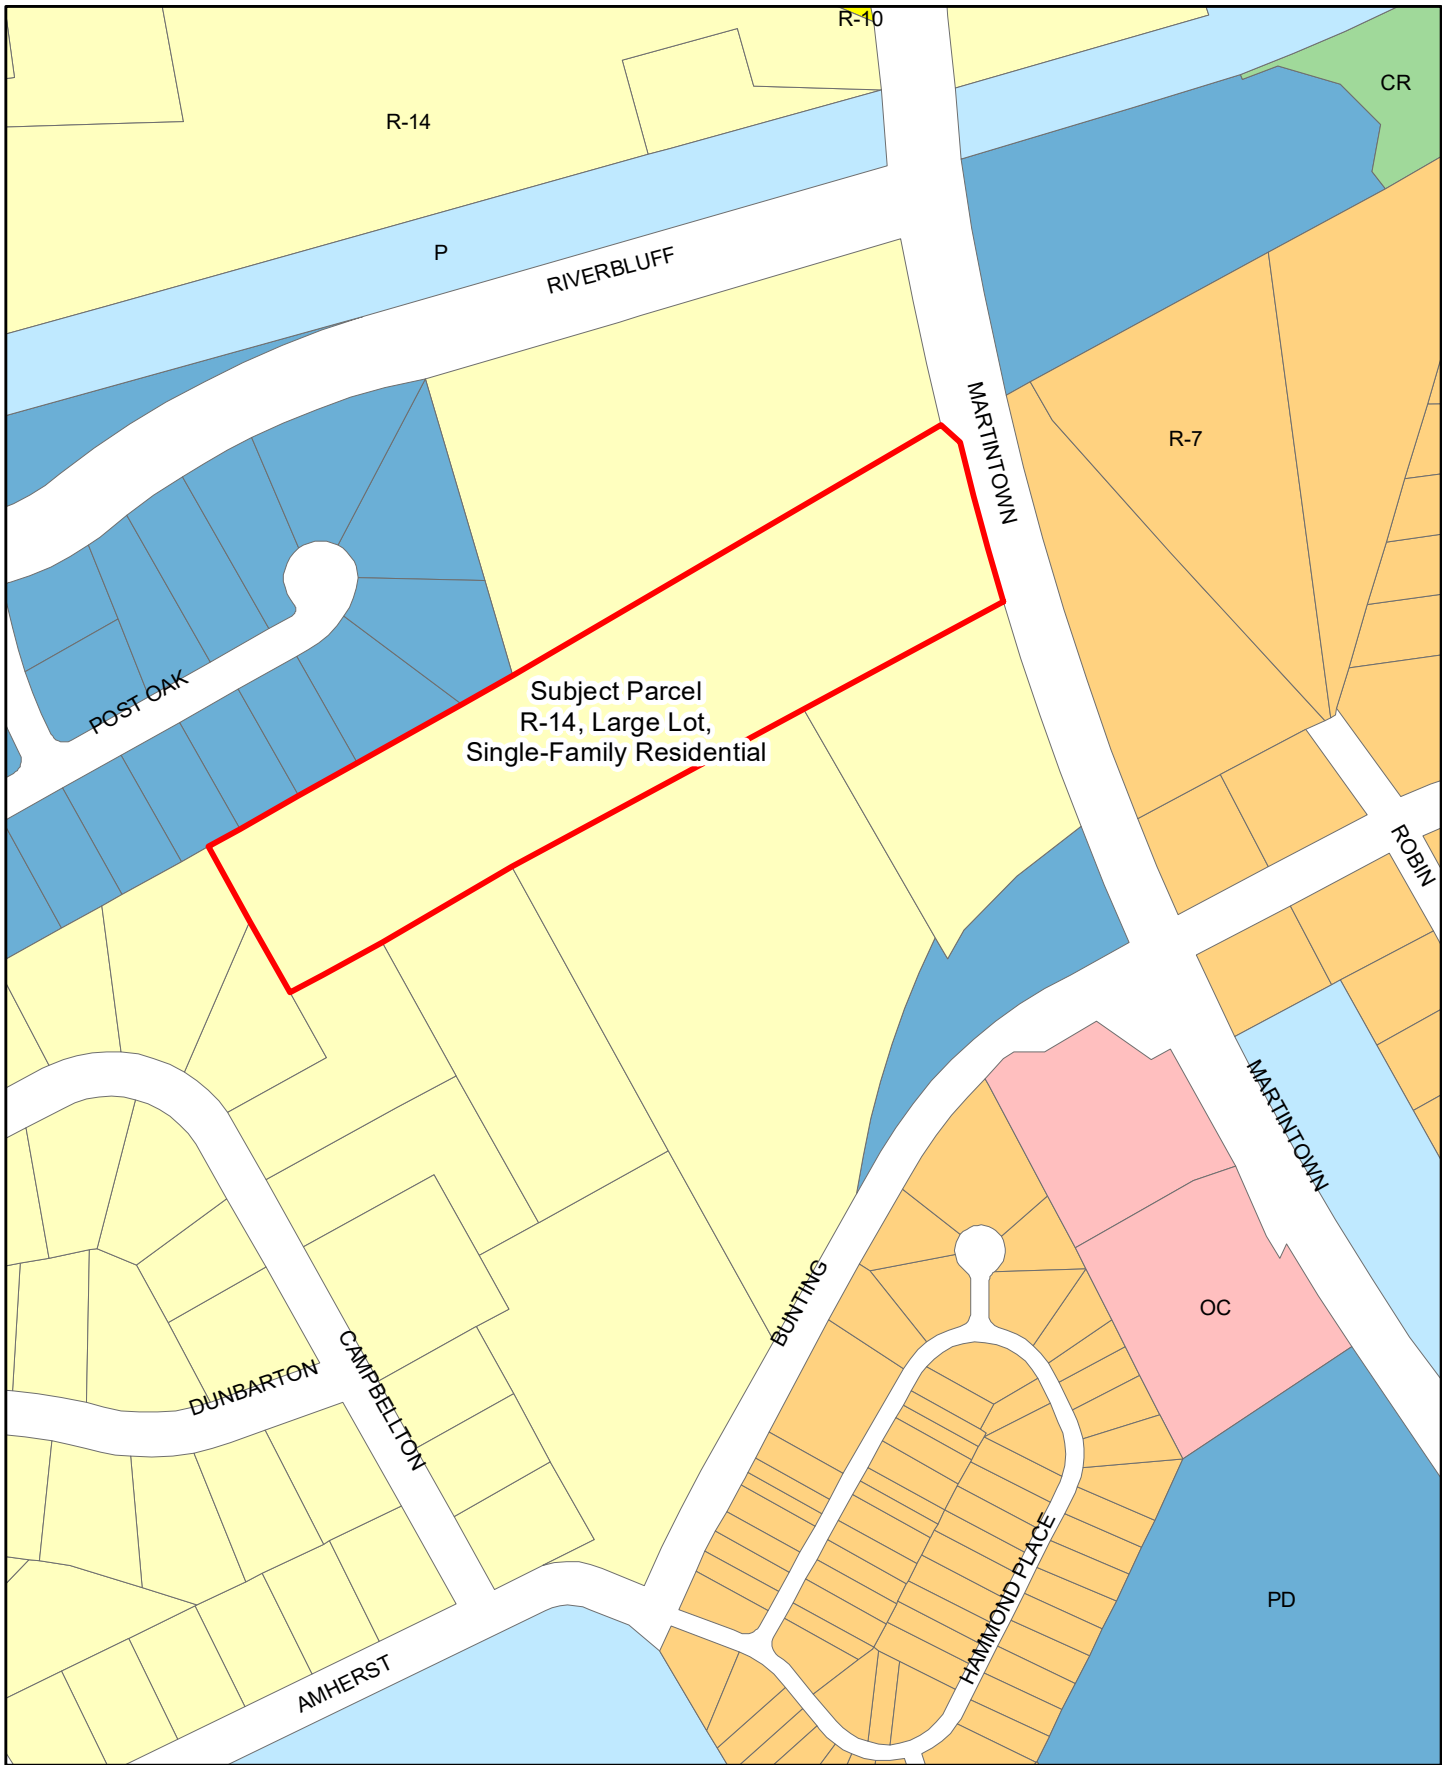 R-10
CR
R-14
P
RIVERBLUFF
MARTINTOWN
R-7
POST OAK
Subject Parcel
R-14, Large Lot,
Single-Family Residential
ROBIN
MARTINTOWN
BUNTING
OC
CAMPBELLTON
DUNBARTON
HAMMOND PLACE
PD
AMHERST